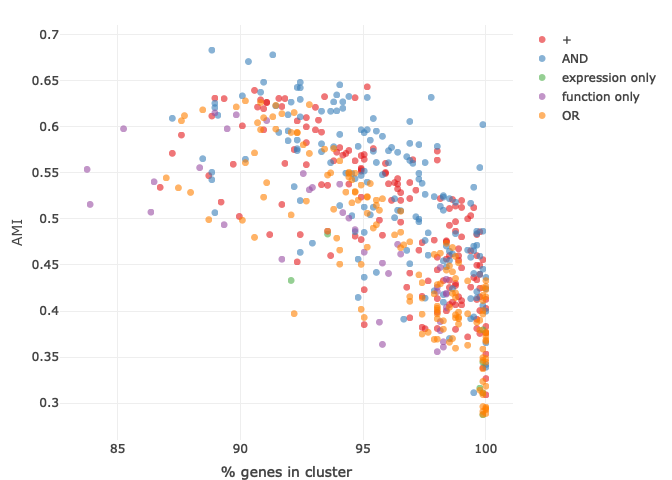 0.7
0.65
0.6
0.55
0.5
0.45
0.4
0.35
0.3
AMI
85
90
95
100
% genes in cluster
+
AND
expression only
function only
OR